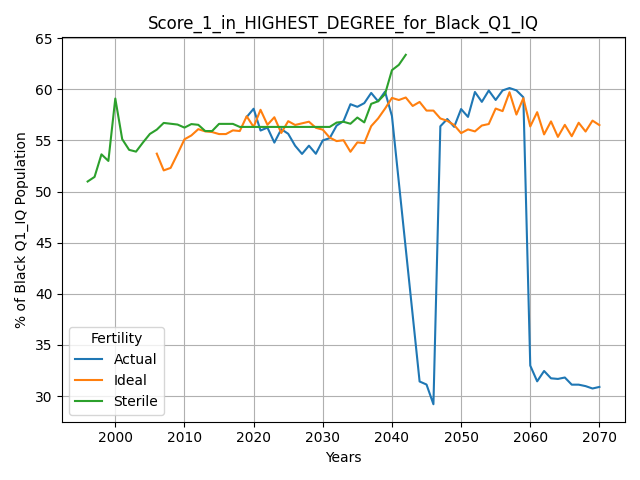 Score_1_in_HIGHEST_DEGREE_for_Black_Q1_IQ
% of Black Q1_IQ Population
65
60
55
50
45
40
35
30
Fertility
Actual
Ideal
Sterile
2000 2010 2020 2030 2040 2050 2060 2070
Years